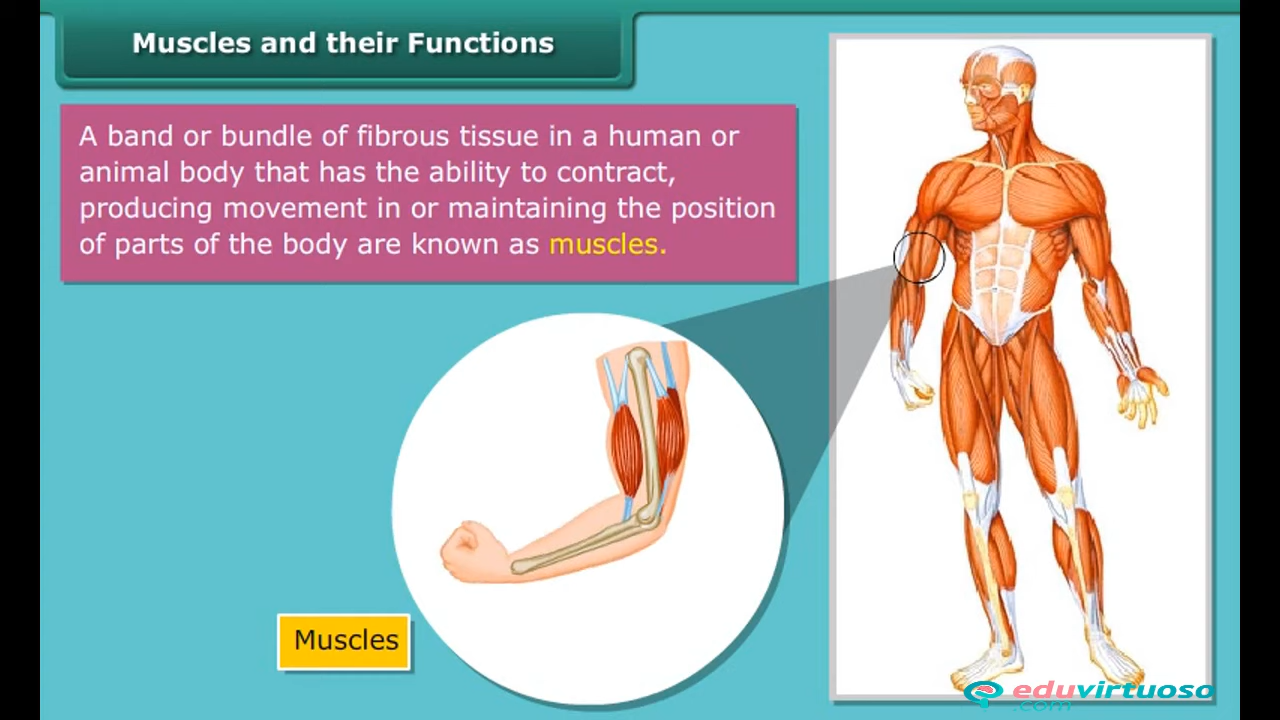 Muscles and their Functions
A band or bundle of fibrous tissue in a human or
animal body that has the ability to contract,
producing movement in or maintaining the position
of parts of the body are known as muscles.
Muscles
eduvirtuoso
.com